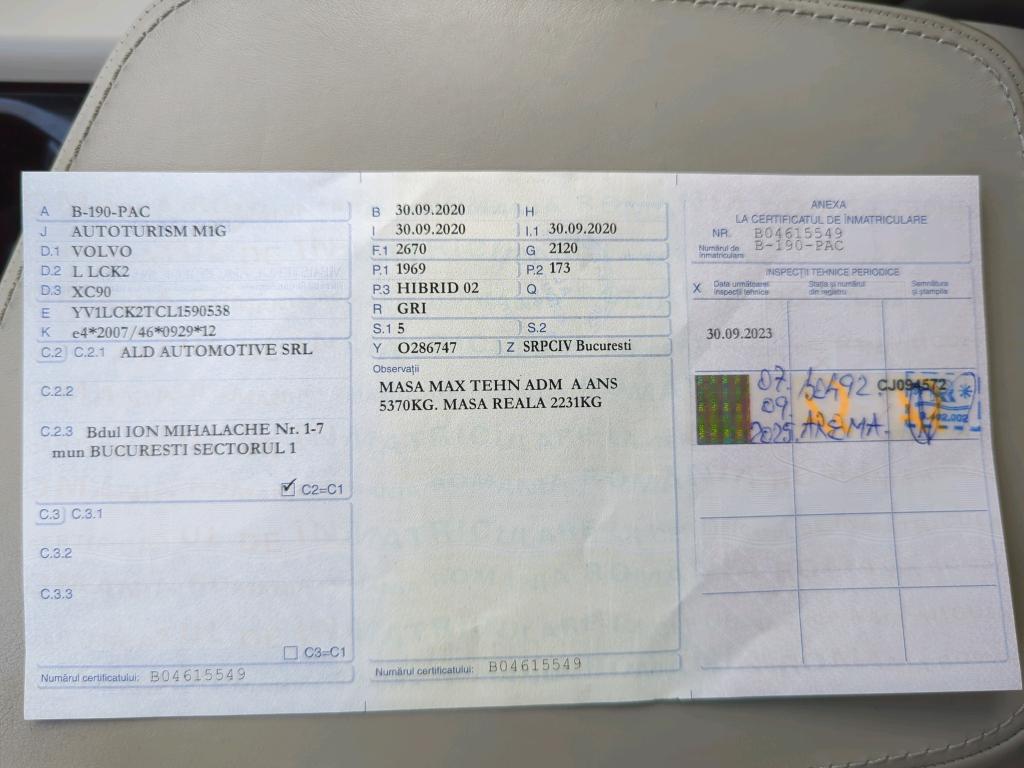 A B-190-PAC
J AUTOTURISM M1G
D.1 VOLVO
D.2 L LCK2
D.3 XC90
E YV1LCK2TCL1590538
K e4*2007/46*0929*12
C.2 C.2.1 ALD AUTOMOTIVE SRL
C.2.2
C.2.3 Bdul ION MIHALACHE Nr. 1-7
mun BUCURESTI SECTORUL 1
C2=C1
C.3 C.3.1
C.3.2
C.3.3
C3=C1
Numărul certificatului: B04615549
B 30.09.2020 H
I 30.09.2020 I.1 30.09.2020
F.1 2670 G 2120
P.1 1969 P.2 173
P.3 HIBRID 02 Q
R GRI
S.1 5 S.2
Y O286747 Z SRPCIV Bucuresti
Observații
MASA MAX TEHN ADM A ANS
5370KG. MASA REALA 2231KG
Numărul certificatului: B04615549
ANEXA
LA CERTIFICATUL DE ÎNMATRICULARE
NR. B04615549
Numărul de înmatriculare B-190-PAC
INSPECȚII TEHNICE PERIODICE
X Data următoarei inspecții tehnice Stația și numărul din registru Semnătura și ștampila
30.09.2023
07. CJ094572
09.
2025. AREMA.